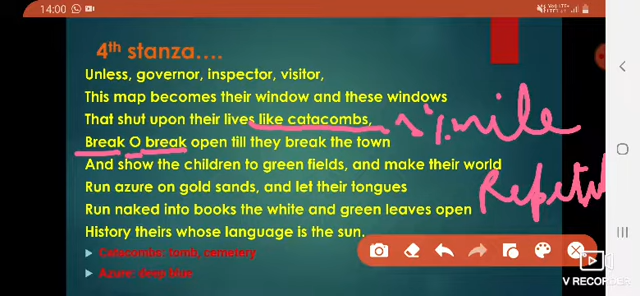 14:00
4th stanza....
Unless, governor, inspector, visitor,
This map becomes their window and these windows
That shut upon their lives like catacombs,
simile
Break O break open till they break the town
And show the children to green fields, and make their world
Run azure on gold sands, and let their tongues
Run naked into books the white and green leaves open
History theirs whose language is the sun.
Catacombs: tomb, cemetery
Azure: deep blue
V RECORDER